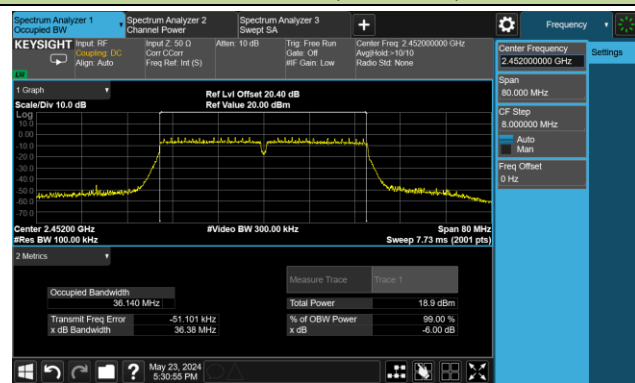 Spectrum Analyzer 1
Occupied BW
Spectrum Analyzer 2
Channel Power
Spectrum Analyzer 3
Swept SA
Frequency
KEYSIGHT
Input: RF
Coupling: DC
Align: Auto
Input Z: 50 Ω
Corr CCorr
Freq Ref: Int (S)
Atten: 10 dB
Trig: Free Run
Gate: Off
#IF Gain: Low
Center Freq: 2.452000000 GHz
Avg|Hold:>10/10
Radio Std: None
Center Frequency
2.452000000 GHz
Settings
Span
80.000 MHz
CF Step
8.000000 MHz
Auto
Man
Freq Offset
0 Hz
1 Graph
Scale/Div 10.0 dB
Ref Lvl Offset 20.40 dB
Ref Value 20.00 dBm
Log
10.0
0.00
-10.0
-20.0
-30.0
-40.0
-50.0
-60.0
-70.0
Center 2.45200 GHz
#Video BW 300.00 kHz
Span 80 MHz
#Res BW 100.00 kHz
Sweep 7.73 ms (2001 pts)
2 Metrics
Measure Trace
Trace 1
Occupied Bandwidth
36.140 MHz
Total Power
18.9 dBm
Transmit Freq Error
-51.101 kHz
% of OBW Power
99.00 %
x dB Bandwidth
36.38 MHz
x dB
-6.00 dB
?
May 23, 2024
5:30:55 PM